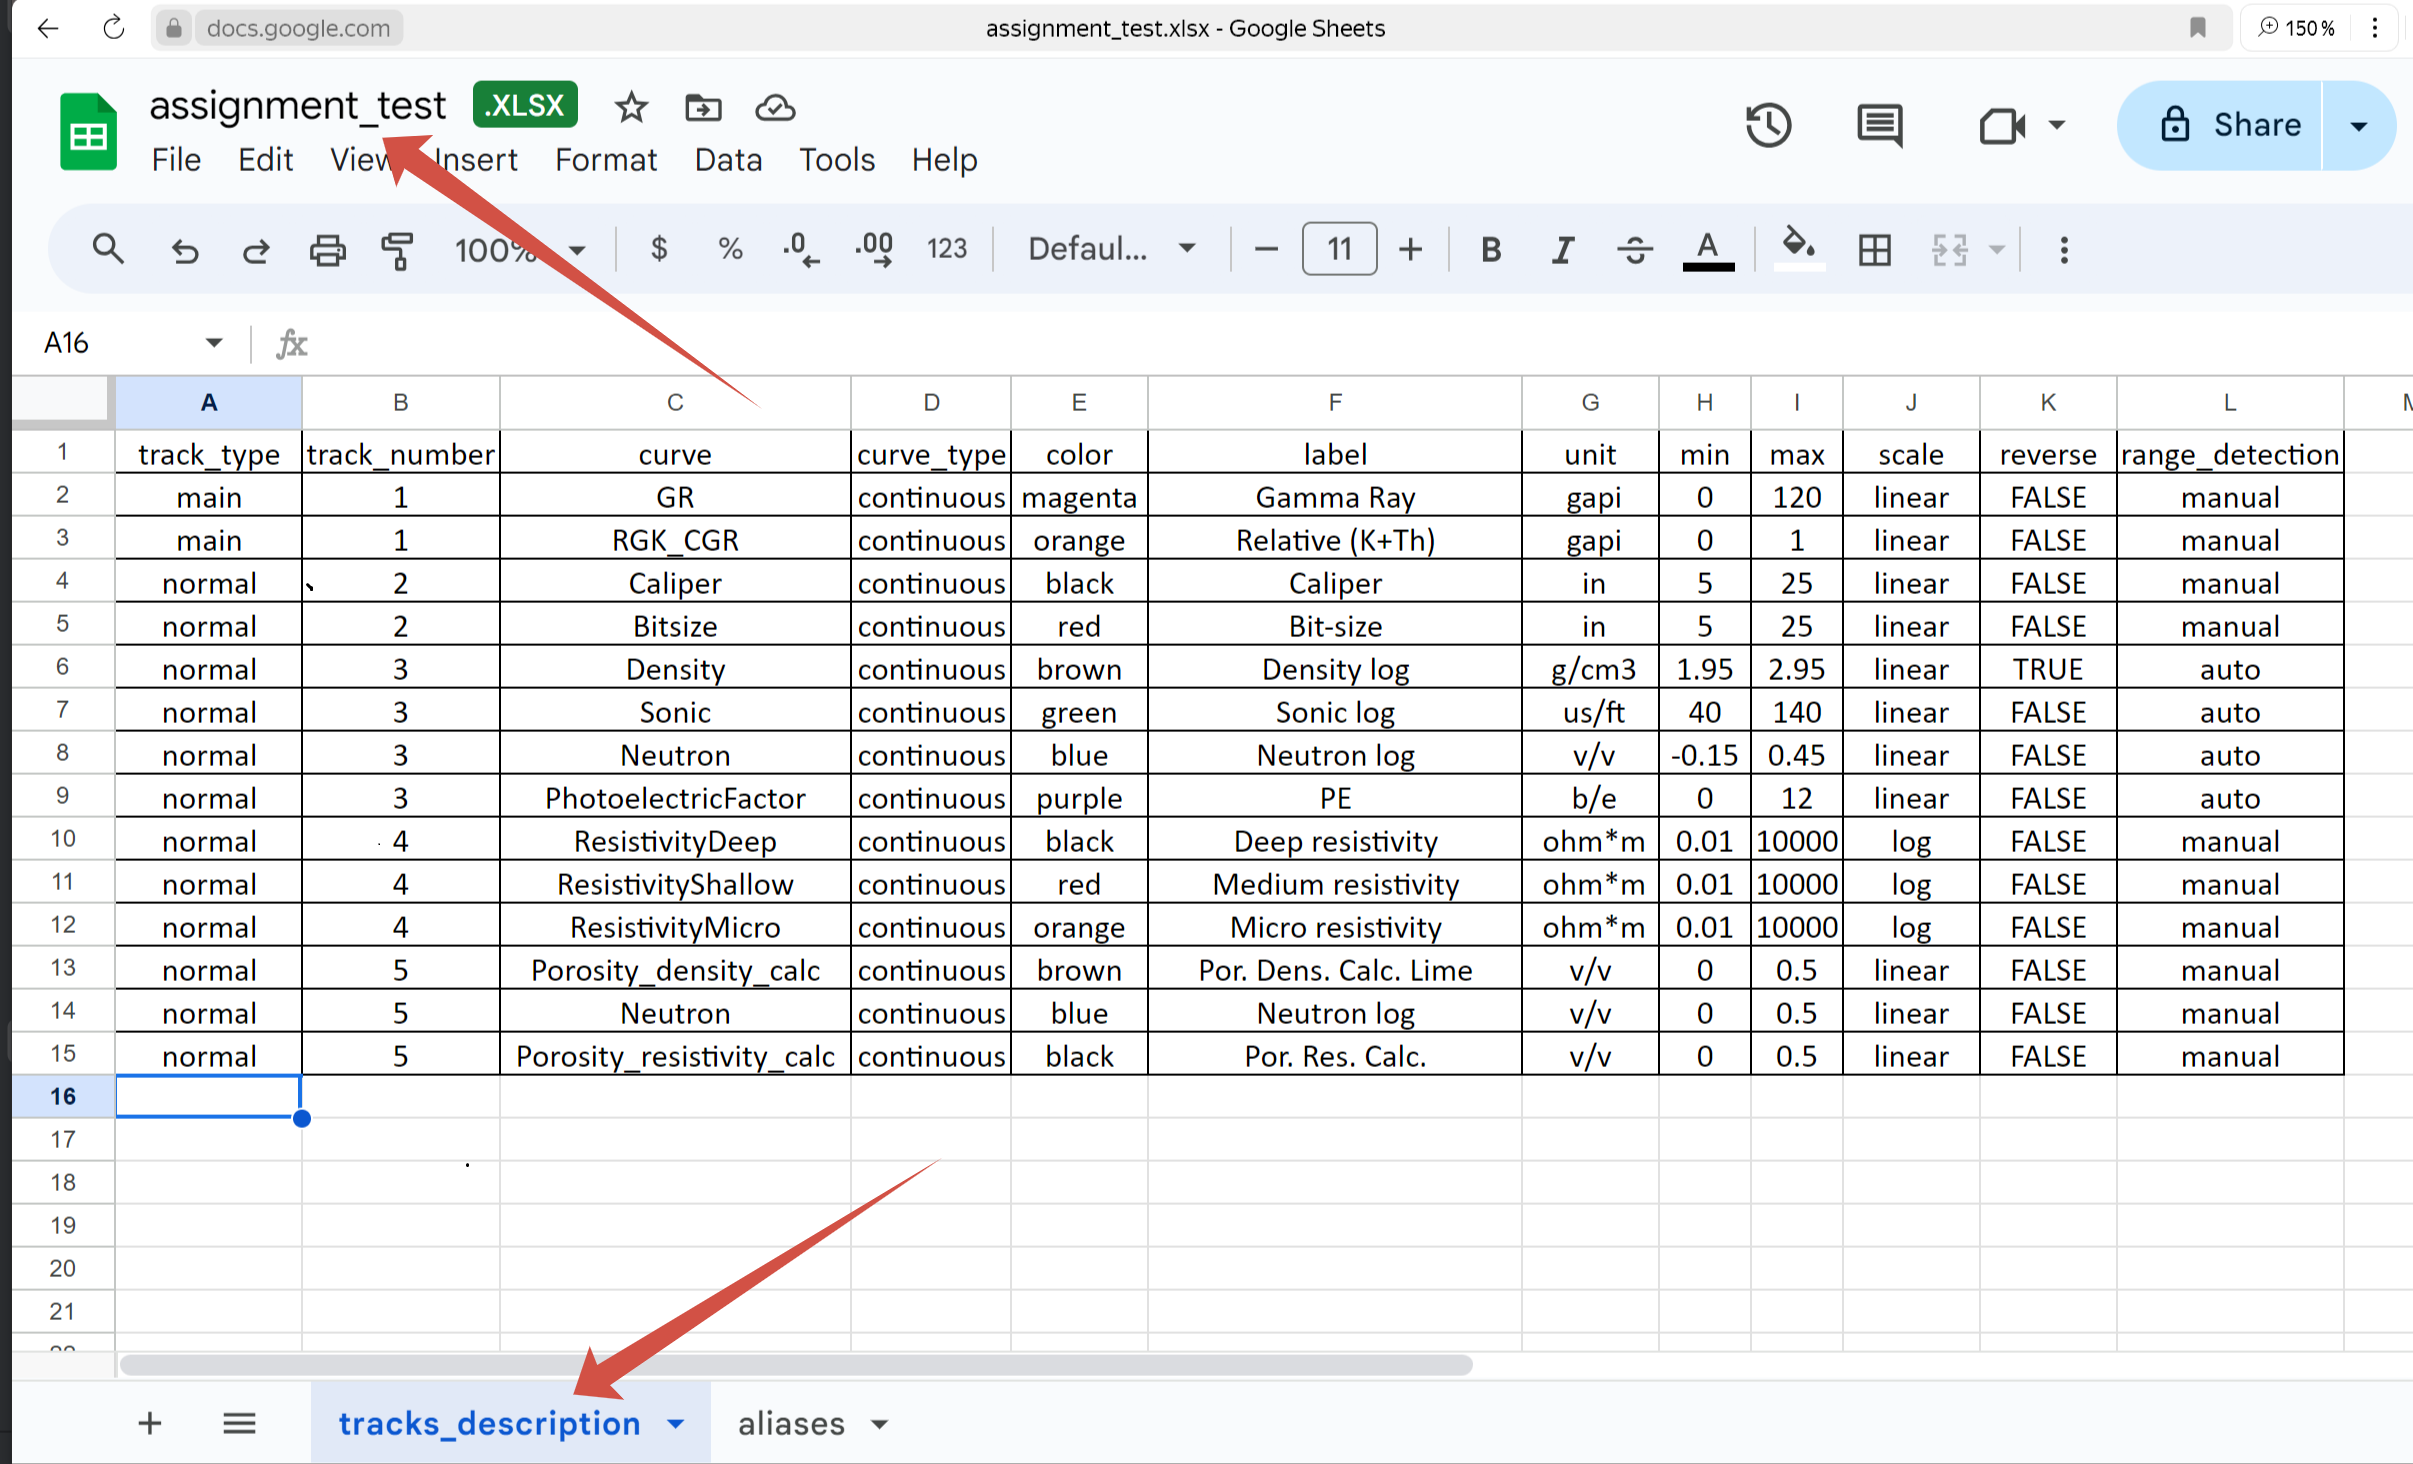 docs.google.com assignment_test.xlsx - Google Sheets 150 %
assignment_test .XLSX
File Edit View Insert Format Data Tools Help Share
100% $ % .0 .00 123 Defaul... 11 B I S A
A16 fx
A B C D E F G H I J K L
1 track_type track_number curve curve_type color label unit min max scale reverse range_detection
2 main 1 GR continuous magenta Gamma Ray gapi 0 120 linear FALSE manual
3 main 1 RGK_CGR continuous orange Relative (K+Th) gapi 0 1 linear FALSE manual
4 normal 2 Caliper continuous black Caliper in 5 25 linear FALSE manual
5 normal 2 Bitsize continuous red Bit-size in 5 25 linear FALSE manual
6 normal 3 Density continuous brown Density log g/cm3 1.95 2.95 linear TRUE auto
7 normal 3 Sonic continuous green Sonic log us/ft 40 140 linear FALSE auto
8 normal 3 Neutron continuous blue Neutron log v/v -0.15 0.45 linear FALSE auto
9 normal 3 PhotoelectricFactor continuous purple PE b/e 0 12 linear FALSE auto
10 normal 4 ResistivityDeep continuous black Deep resistivity ohm*m 0.01 10000 log FALSE manual
11 normal 4 ResistivityShallow continuous red Medium resistivity ohm*m 0.01 10000 log FALSE manual
12 normal 4 ResistivityMicro continuous orange Micro resistivity ohm*m 0.01 10000 log FALSE manual
13 normal 5 Porosity_density_calc continuous brown Por. Dens. Calc. Lime v/v 0 0.5 linear FALSE manual
14 normal 5 Neutron continuous blue Neutron log v/v 0 0.5 linear FALSE manual
15 normal 5 Porosity_resistivity_calc continuous black Por. Res. Calc. v/v 0 0.5 linear FALSE manual
16
17
18
19
20
21
tracks_description aliases